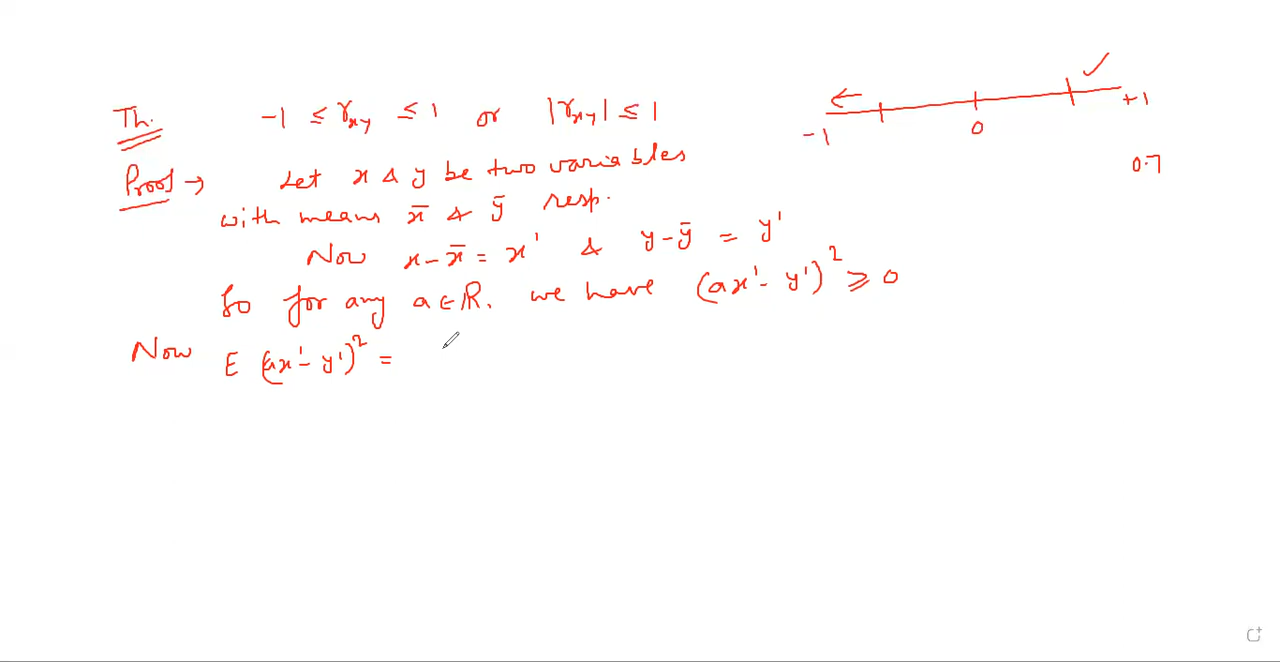 Th. -1 ≤ r_xy ≤ 1 or |r_xy| ≤ 1
-1 0 +1
0.7
Proof → Let x & y be two variables
with means x̄ & ȳ resp.
Now x - x̄ = x' & y - ȳ = y'
So for any a ∈ ℝ, we have (ax' - y')² ≥ 0
Now E (ax' - y')² =